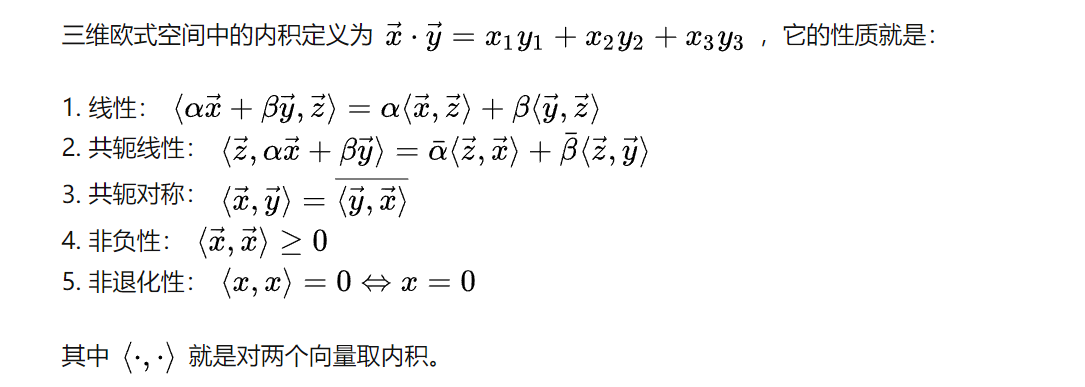 三维欧式空间中的内积定义为 $\vec{x} \cdot \vec{y} = x_1y_1 + x_2y_2 + x_3y_3$ ，它的性质就是：
1. 线性： $\langle \alpha\vec{x} + \beta\vec{y}, \vec{z} \rangle = \alpha\langle \vec{x}, \vec{z} \rangle + \beta\langle \vec{y}, \vec{z} \rangle$
2. 共轭线性： $\langle \vec{z}, \alpha\vec{x} + \beta\vec{y} \rangle = \bar{\alpha}\langle \vec{z}, \vec{x} \rangle + \bar{\beta}\langle \vec{z}, \vec{y} \rangle$
3. 共轭对称： $\langle \vec{x}, \vec{y} \rangle = \overline{\langle \vec{y}, \vec{x} \rangle}$
4. 非负性： $\langle \vec{x}, \vec{x} \rangle \geq 0$
5. 非退化性： $\langle x, x \rangle = 0 \Leftrightarrow x = 0$
其中 $\langle \cdot, \cdot \rangle$ 就是对两个向量取内积。